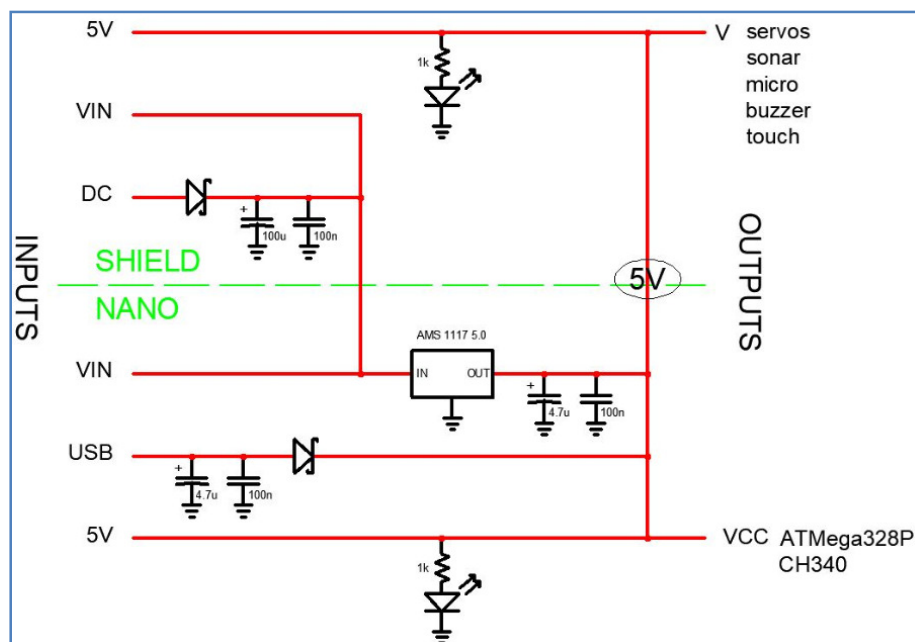 5V
V servos
sonar
micro
buzzer
touch
1k
VIN
DC
+
100u
100n
INPUTS
OUTPUTS
SHIELD
NANO
5V
AMS 1117 5.0
VIN
IN
OUT
+
4.7u
100n
USB
+
4.7u
100n
5V
VCC ATMega328P
CH340
1k